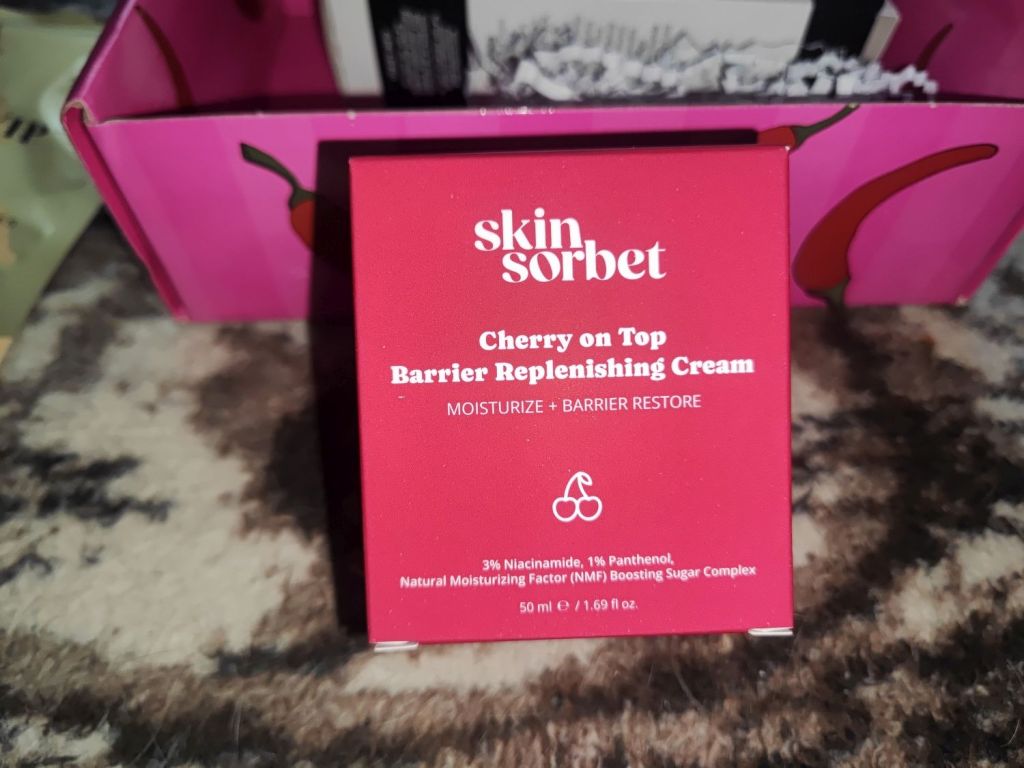 skin
sorbet
Cherry on Top
Barrier Replenishing Cream
MOISTURIZE + BARRIER RESTORE
3% Niacinamide, 1% Panthenol,
Natural Moisturizing Factor (NMF) Boosting Sugar Complex
50 ml ℮ / 1.69 fl oz.